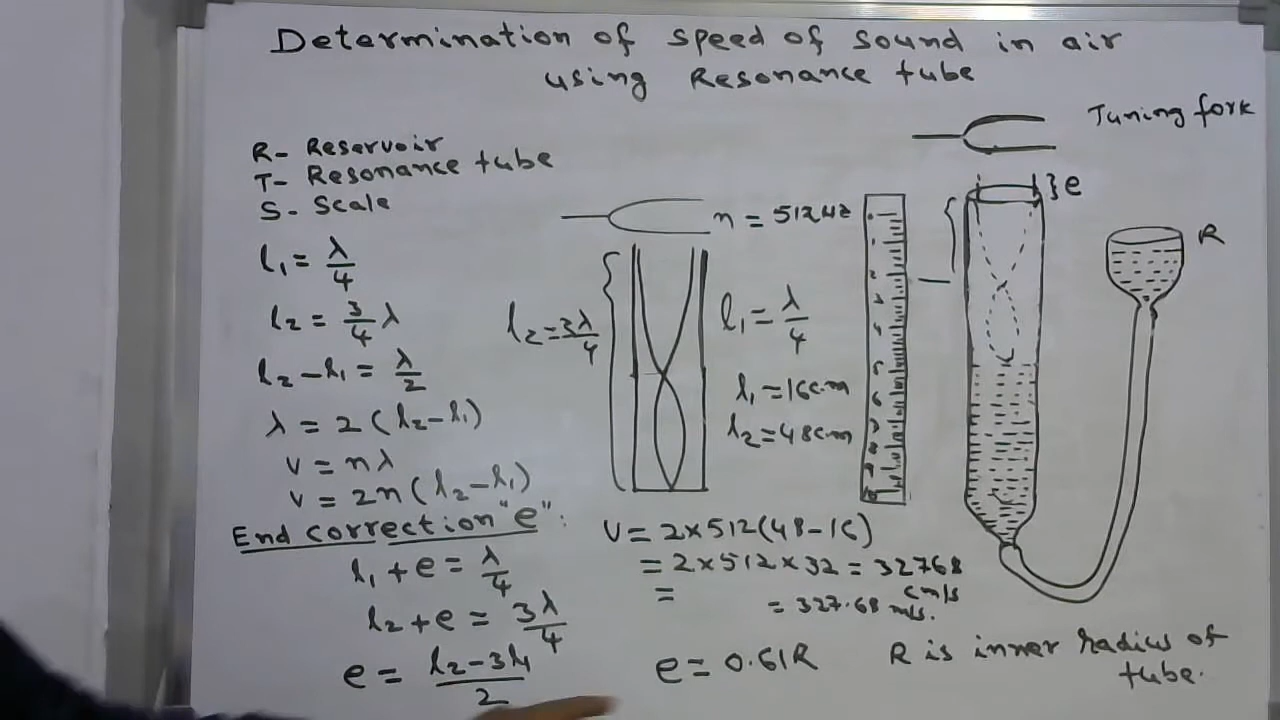 Determination of speed of sound in air
using Resonance tube
Tuning fork
R- Reservoir
T- Resonance tube
S- Scale
l₁ = λ/4
l₂ = 3/4 λ
l₂ - l₁ = λ/2
λ = 2(l₂-l₁)
v = nλ
v = 2n(l₂-l₁)
End correction "e":
l₁ + e = λ/4
l₂ + e = 3λ/4
e = l₂-3l₁/2
n = 512Hz
l₂=3λ/4
l₁ = λ/4
l₁ = 16cm
l₂=48cm
}e
R
V = 2×512(48-16)
= 2×512×32 = 32768 cm/s
=
= 327.68 m/s.
e = 0.61R
R is inner radius of
tube.